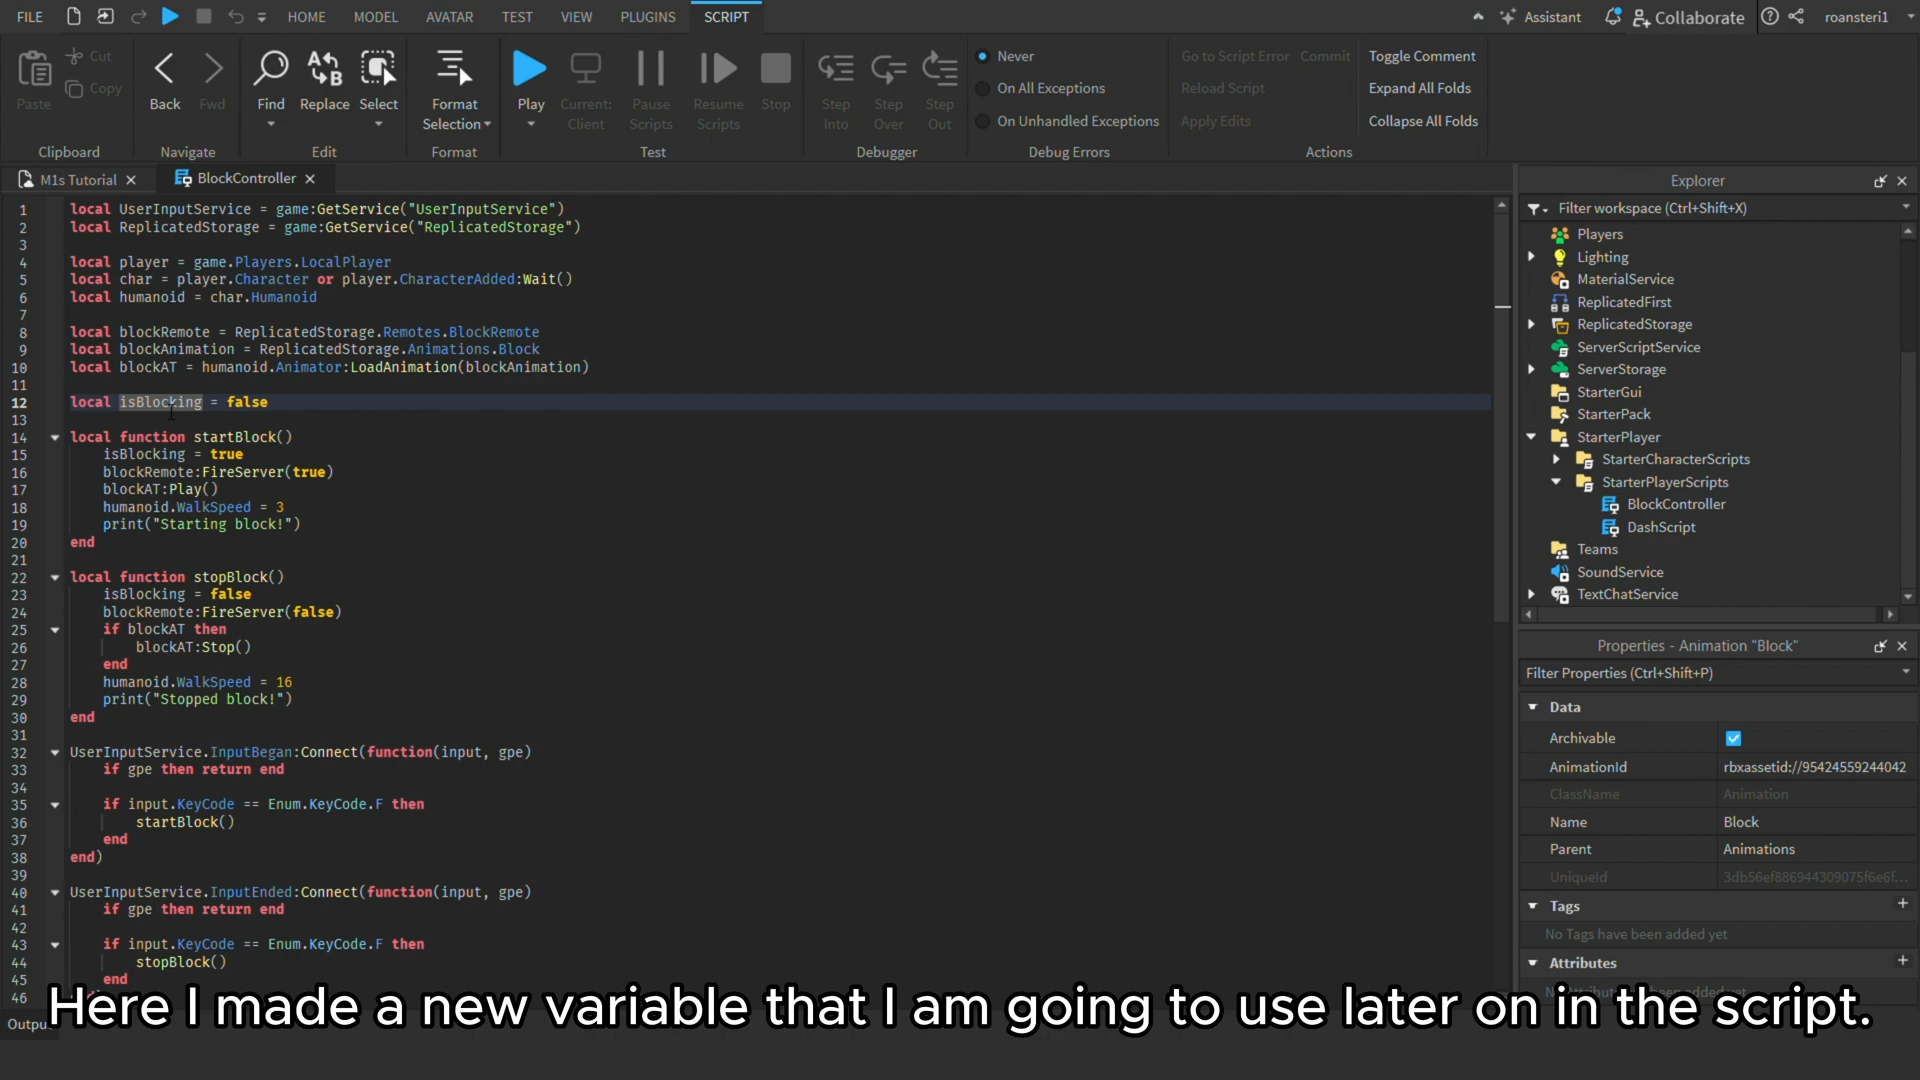 FILE HOME MODEL AVATAR TEST VIEW PLUGINS SCRIPT Assistant Collaborate roansteri1
Paste Cut Copy
Clipboard
Back Fwd
Navigate
Find Replace Select
Edit
Format Selection
Format
Play Current: Client Pause Scripts Resume Scripts Stop
Test
Step Into Step Over Step Out
Debugger
Never
On All Exceptions
On Unhandled Exceptions
Debug Errors
Go to Script Error Commit
Reload Script
Apply Edits
Toggle Comment
Expand All Folds
Collapse All Folds
Actions
M1s Tutorial BlockController
1 local UserInputService = game:GetService("UserInputService")
2 local ReplicatedStorage = game:GetService("ReplicatedStorage")
3
4 local player = game.Players.LocalPlayer
5 local char = player.Character or player.CharacterAdded:Wait()
6 local humanoid = char.Humanoid
7
8 local blockRemote = ReplicatedStorage.Remotes.BlockRemote
9 local blockAnimation = ReplicatedStorage.Animations.Block
10 local blockAT = humanoid.Animator:LoadAnimation(blockAnimation)
11
12 local isBlocking = false
13
14 local function startBlock()
15 isBlocking = true
16 blockRemote:FireServer(true)
17 blockAT:Play()
18 humanoid.WalkSpeed = 3
19 print("Starting block!")
20 end
21
22 local function stopBlock()
23 isBlocking = false
24 blockRemote:FireServer(false)
25 if blockAT then
26 blockAT:Stop()
27 end
28 humanoid.WalkSpeed = 16
29 print("Stopped block!")
30 end
31
32 UserInputService.InputBegan:Connect(function(input, gpe)
33 if gpe then return end
34
35 if input.KeyCode == Enum.KeyCode.F then
36 startBlock()
37 end
38 end)
39
40 UserInputService.InputEnded:Connect(function(input, gpe)
41 if gpe then return end
42
43 if input.KeyCode == Enum.KeyCode.F then
44 stopBlock()
45 end
46
Explorer
Filter workspace (Ctrl+Shift+X)
Players
Lighting
MaterialService
ReplicatedFirst
ReplicatedStorage
ServerScriptService
ServerStorage
StarterGui
StarterPack
StarterPlayer
StarterCharacterScripts
StarterPlayerScripts
BlockController
DashScript
Teams
SoundService
TextChatService
Properties - Animation "Block"
Filter Properties (Ctrl+Shift+P)
Data
Archivable
AnimationId rbxassetid://95424559244042
ClassName Animation
Name Block
Parent Animations
UniqueId 3db56ef886944309075f6e6f...
Tags
No Tags have been added yet
Attributes
Here I made a new variable that I am going to use later on in the script.